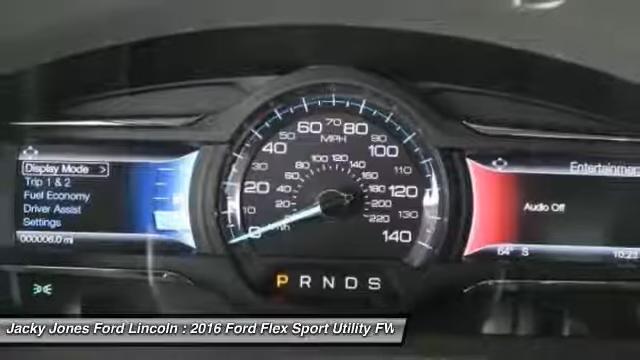 Display Mode >
Trip 1 & 2
Fuel Economy
Driver Assist
Settings
000006.0 mi
0 10 20 30 40 50 60 70 80 90 100 110 120 130 140
MPH
20 40 60 80 100 120 140 160 180 200 220
km/h
P R N D S
Entertainment
Audio Off
64° S
10:23
Jacky Jones Ford Lincoln : 2016 Ford Flex Sport Utility FW